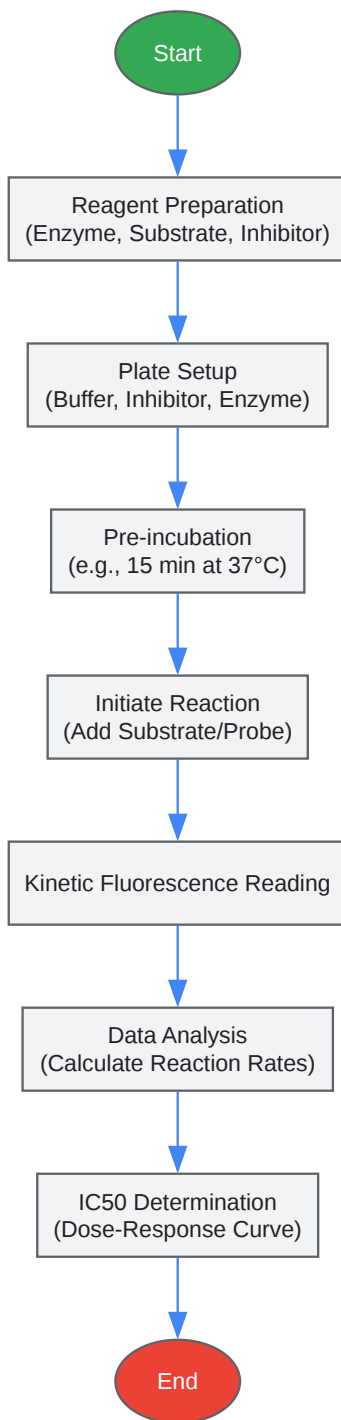 Start
Reagent Preparation
(Enzyme, Substrate, Inhibitor)
Plate Setup
(Buffer, Inhibitor, Enzyme)
Pre-incubation
(e.g., 15 min at 37°C)
Initiate Reaction
(Add Substrate/Probe)
Kinetic Fluorescence Reading
Data Analysis
(Calculate Reaction Rates)
IC50 Determination
(Dose-Response Curve)
End